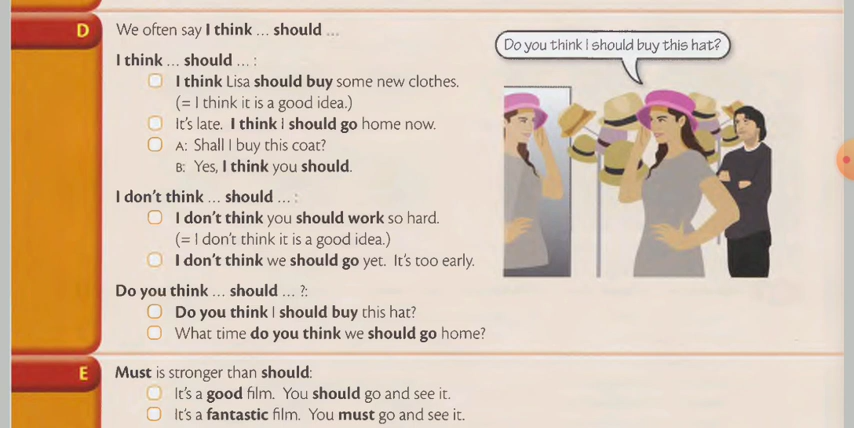 D
We often say I think ... should ...
Do you think I should buy this hat?
I think ... should ... :
I think Lisa should buy some new clothes.
(= I think it is a good idea.)
It's late. I think I should go home now.
A: Shall I buy this coat?
B: Yes, I think you should.
I don't think ... should ... :
I don't think you should work so hard.
(= I don't think it is a good idea.)
I don't think we should go yet. It's too early.
Do you think ... should ... ?:
Do you think I should buy this hat?
What time do you think we should go home?
E
Must is stronger than should:
It's a good film. You should go and see it.
It's a fantastic film. You must go and see it.